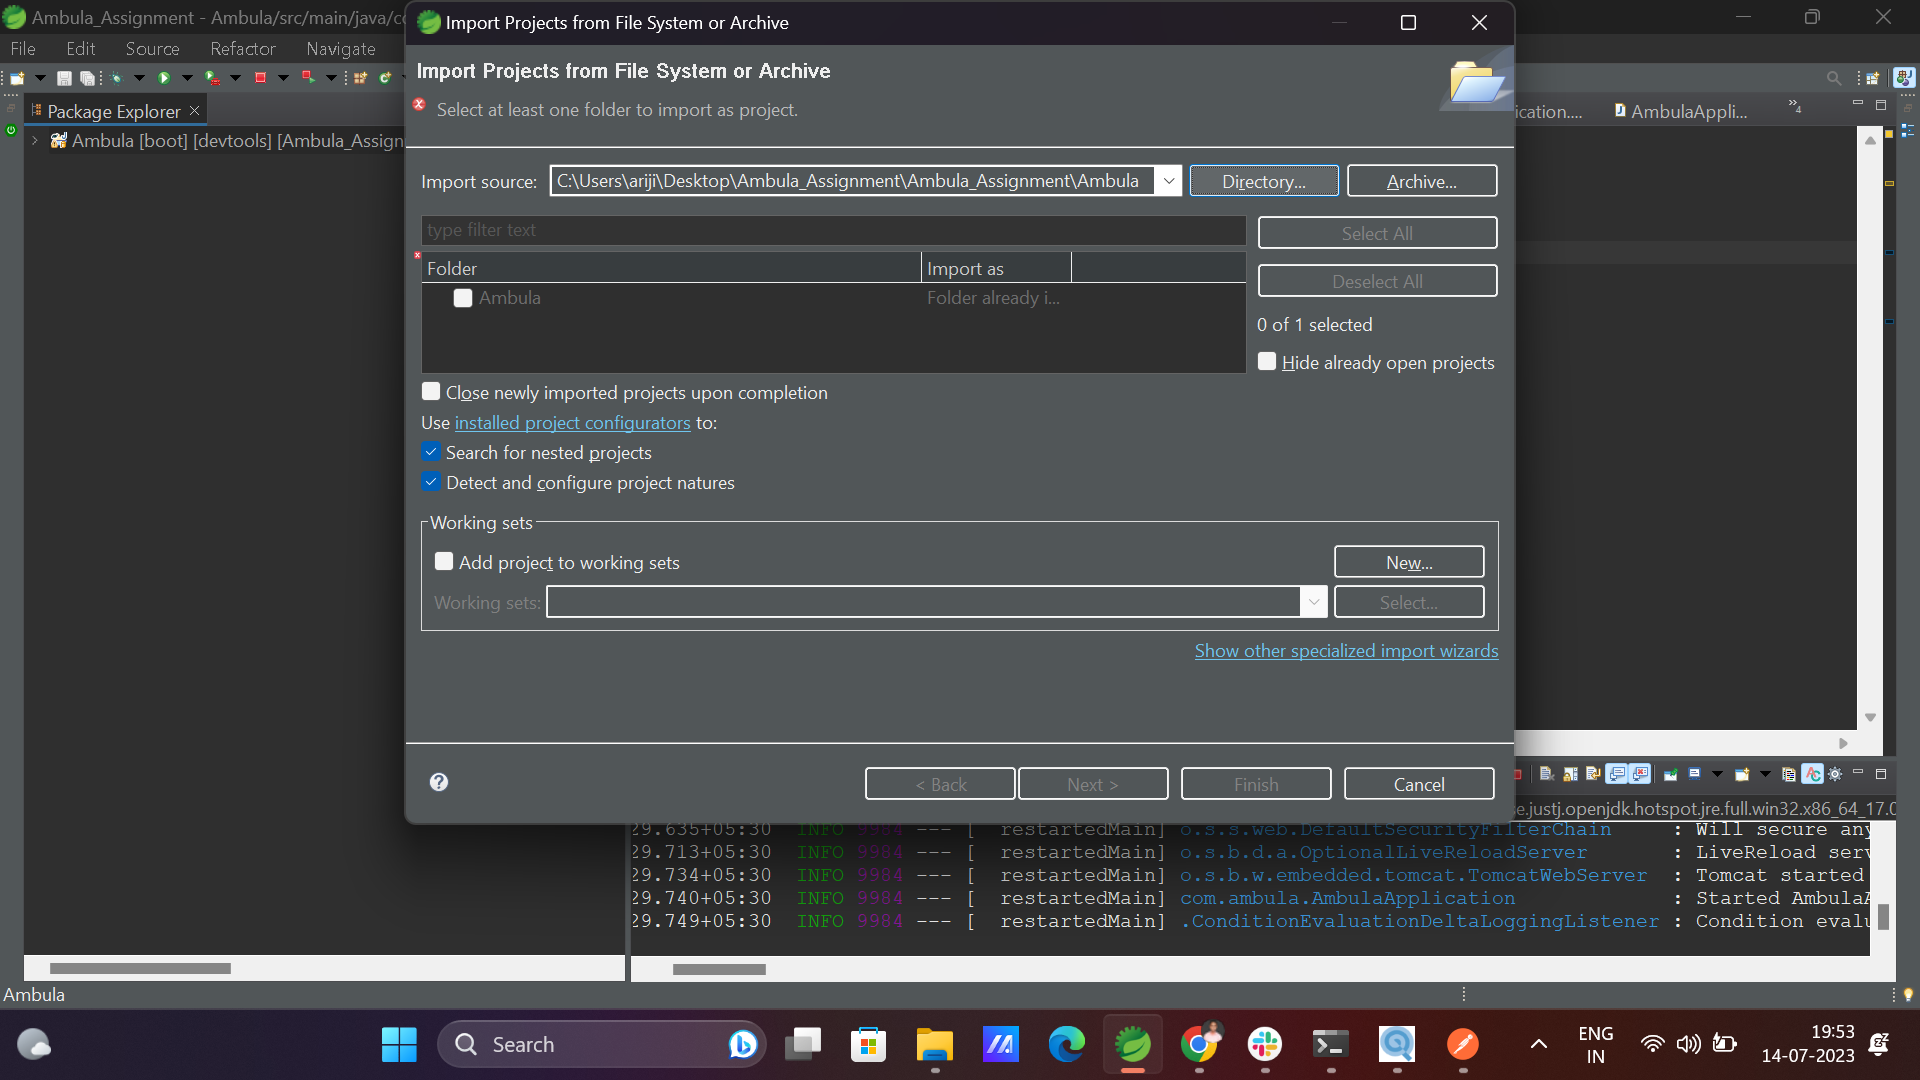 Ambula_Assignment - Ambula/src/main/java/co
Import Projects from File System or Archive
File Edit Source Refactor Navigate
Import Projects from File System or Archive
Select at least one folder to import as project.
Package Explorer
ication....
AmbulaAppli...
4
Ambula [boot] [devtools] [Ambula_Assign
Import source:
C:\Users\ariji\Desktop\Ambula_Assignment\Ambula_Assignment\Ambula
Directory...
Archive...
type filter text
Select All
Folder
Import as
Deselect All
Ambula
Folder already i...
0 of 1 selected
Hide already open projects
Close newly imported projects upon completion
Use installed project configurators to:
Search for nested projects
Detect and configure project natures
Working sets
Add project to working sets
New...
Working sets:
Select...
Show other specialized import wizards
< Back
Next >
Finish
Cancel
e.justj.openjdk.hotspot.jre.full.win32.x86_64_17.0
29.635+05:30 INFO 9984 --- [ restartedMain] o.s.s.web.DefaultSecurityFilterChain : Will secure any
29.713+05:30 INFO 9984 --- [ restartedMain] o.s.b.d.a.OptionalLiveReloadServer : LiveReload serv
29.734+05:30 INFO 9984 --- [ restartedMain] o.s.b.w.embedded.tomcat.TomcatWebServer : Tomcat started
29.740+05:30 INFO 9984 --- [ restartedMain] com.ambula.AmbulaApplication : Started AmbulaA
29.749+05:30 INFO 9984 --- [ restartedMain] .ConditionEvaluationDeltaLoggingListener : Condition evalu
Ambula
Search
ENG
IN
19:53
14-07-2023